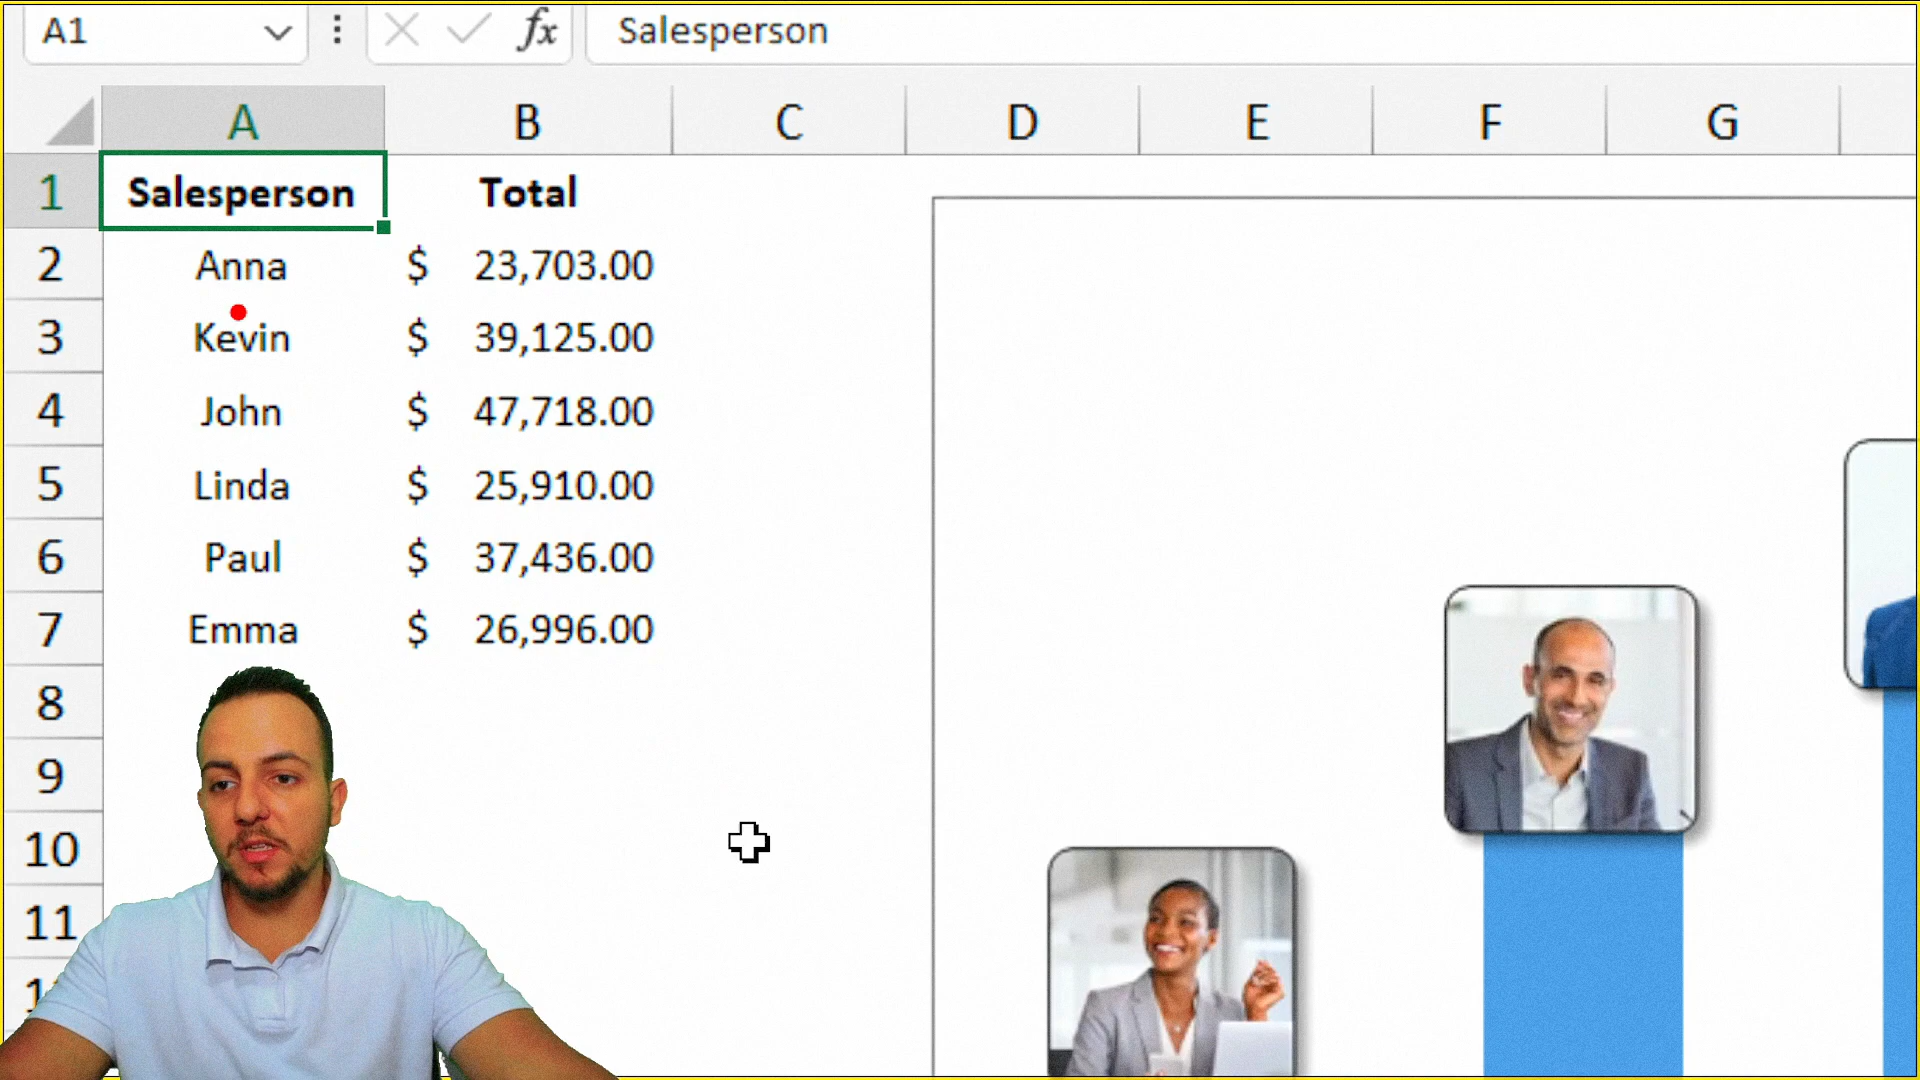 A1 fx Salesperson
A B C D E F G
1 Salesperson Total
2 Anna $ 23,703.00
3 Kevin $ 39,125.00
4 John $ 47,718.00
5 Linda $ 25,910.00
6 Paul $ 37,436.00
7 Emma $ 26,996.00
8
9
10
11